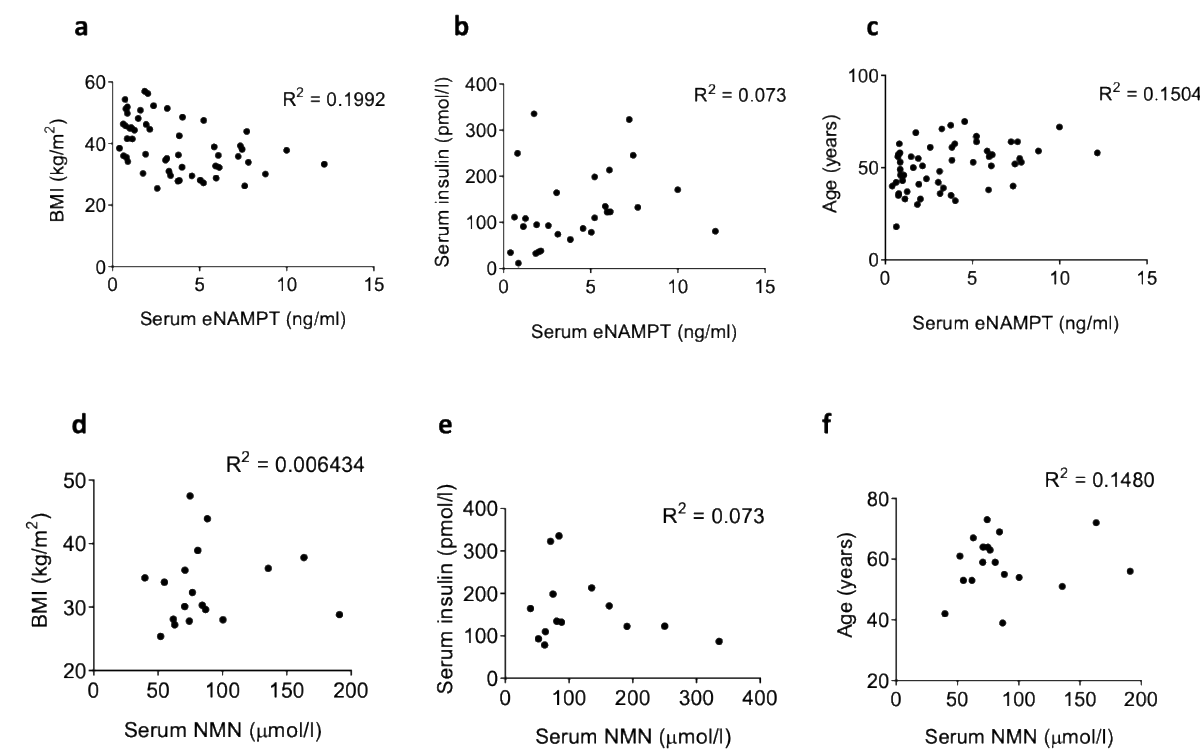 a
R² = 0.1992
BMI (kg/m²)
60
40
20
0
0 5 10 15
Serum eNAMPT (ng/ml)
b
R² = 0.073
Serum insulin (pmol/l)
400
300
200
100
0
0 5 10 15
Serum eNAMPT (ng/ml)
c
R² = 0.1504
Age (years)
100
50
0
0 5 10 15
Serum eNAMPT (ng/ml)
d
R² = 0.006434
BMI (kg/m²)
50
40
30
20
0 50 100 150 200
Serum NMN (μmol/l)
e
R² = 0.073
Serum insulin (pmol/l)
400
300
200
100
0
0 100 200 300 400
Serum NMN (μmol/l)
f
R² = 0.1480
Age (years)
80
60
40
20
0 50 100 150 200
Serum NMN (μmol/l)